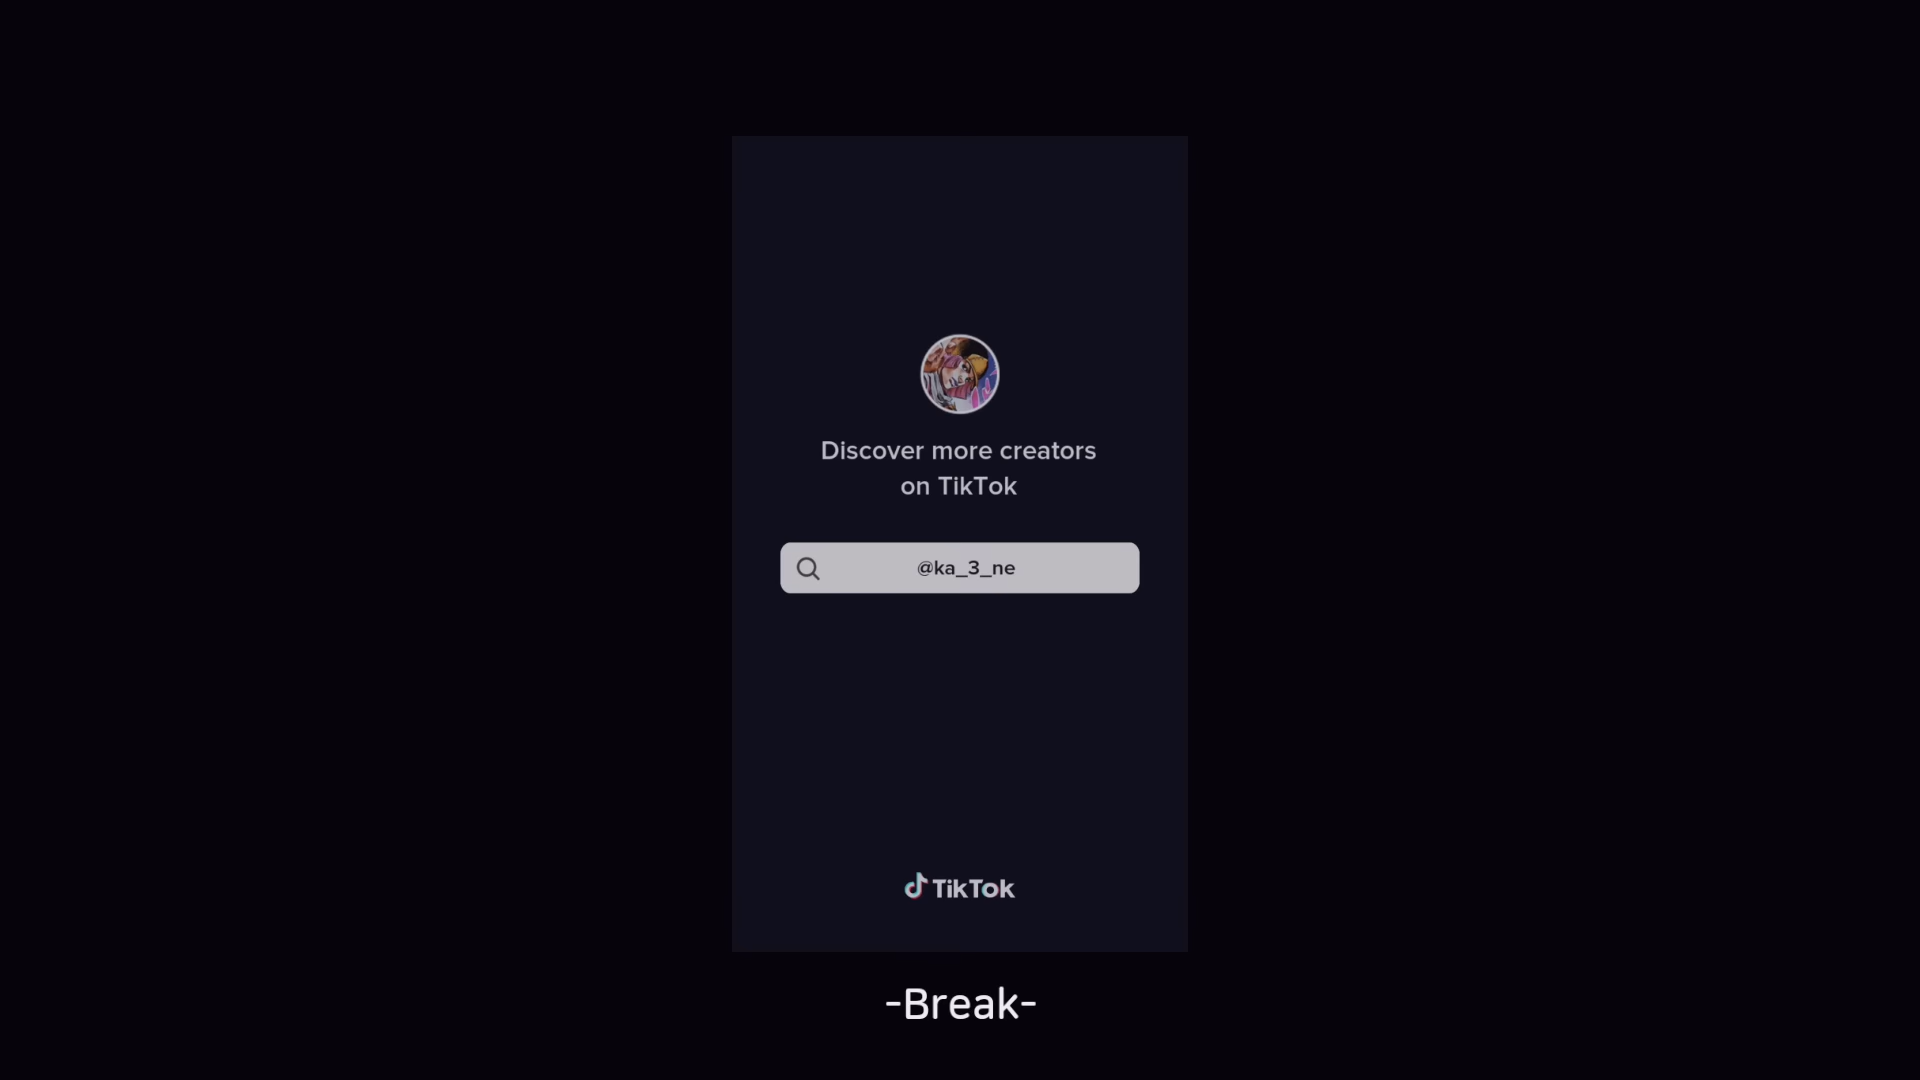 Discover more creators
on TikTok
@ka_3_ne
TikTok
-Break-